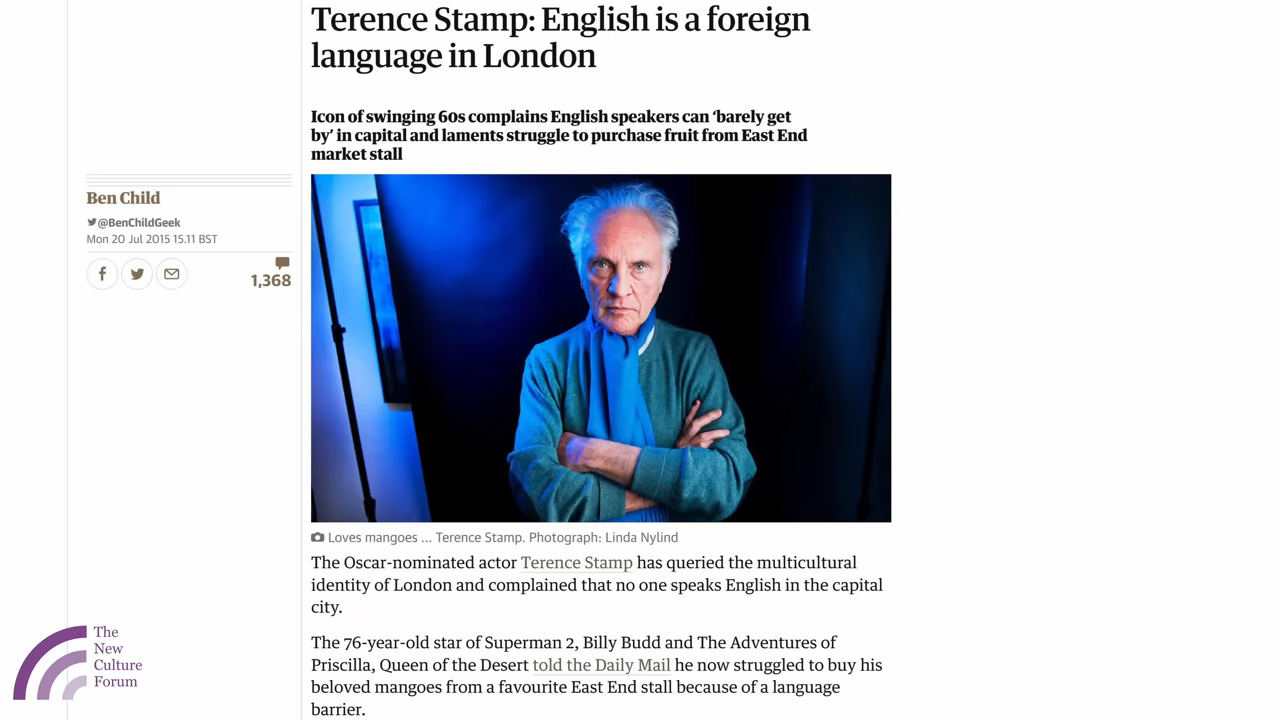 Terence Stamp: English is a foreign
language in London
Icon of swinging 60s complains English speakers can ‘barely get
by’ in capital and laments struggle to purchase fruit from East End
market stall
Ben Child
@BenChildGeek
Mon 20 Jul 2015 15.11 BST
1,368
Loves mangoes ... Terence Stamp. Photograph: Linda Nylind
The Oscar-nominated actor Terence Stamp has queried the multicultural
identity of London and complained that no one speaks English in the capital
city.
The 76-year-old star of Superman 2, Billy Budd and The Adventures of
Priscilla, Queen of the Desert told the Daily Mail he now struggled to buy his
beloved mangoes from a favourite East End stall because of a language
barrier.
The
New
Culture
Forum